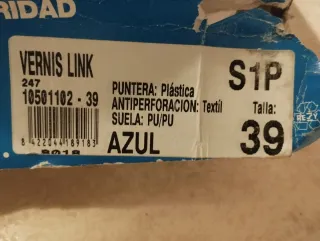 RIDAD
VERNIS LINK
247
10501102 - 39
PUNTERA: Plástica
ANTIPERFORACION: Textil
SUELA: PU/PU
AZUL
S1P
Talla:
39
8 422044 189183